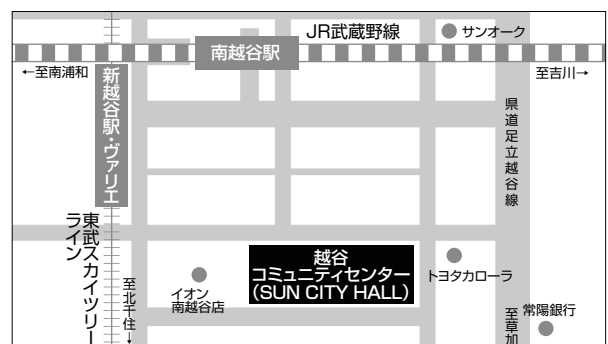 JR武蔵野線
サンオーク
南越谷駅
←至南浦和
至吉川→
新越谷駅・ヴァリエ
県道足立越谷線
東武スカイツリー
ライン
越谷
コミュニティセンター
(SUN CITY HALL)
トヨタカローラ
イオン
南越谷店
至北千住→
至草加
常陽銀行